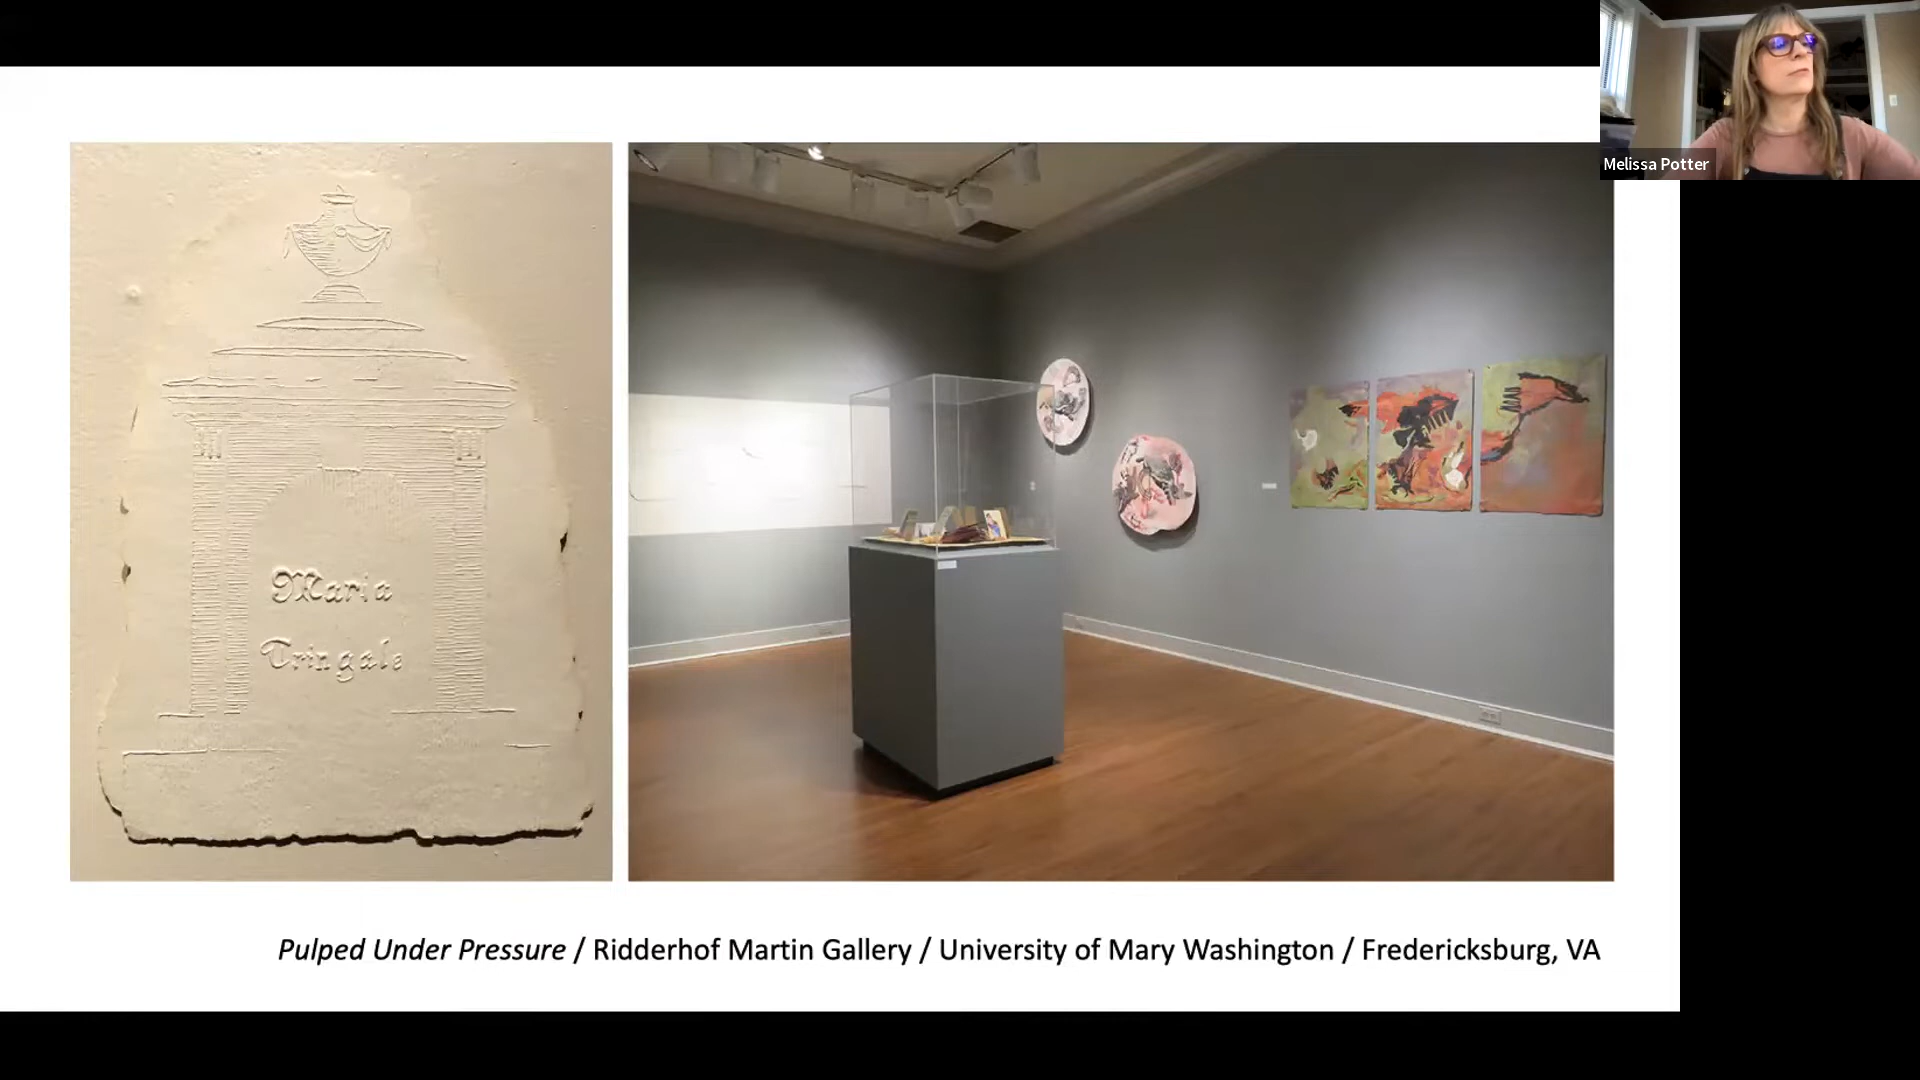 Melissa Potter
Maria
Tringale
Pulped Under Pressure / Ridderhof Martin Gallery / University of Mary Washington / Fredericksburg, VA